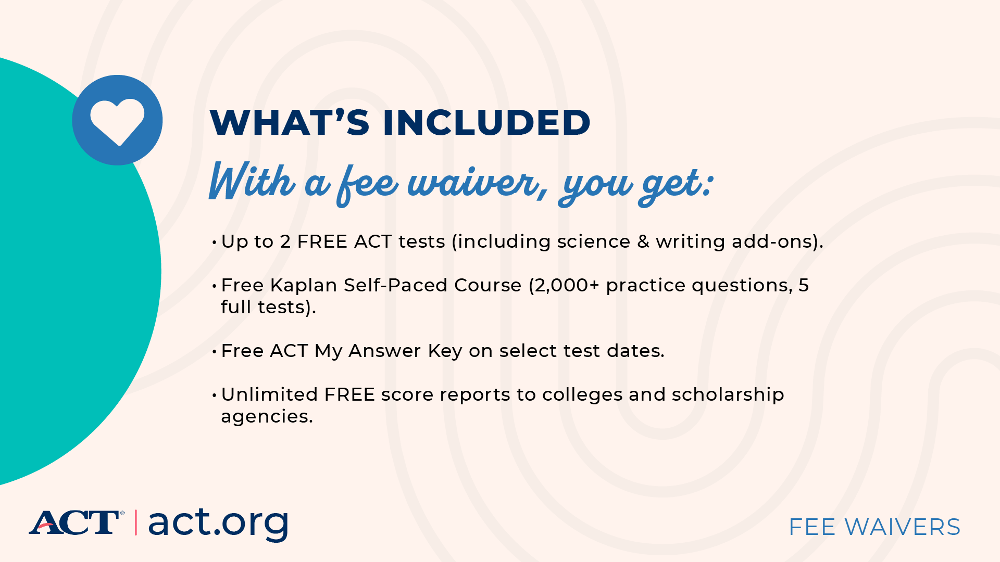 WHAT’S INCLUDED
With a fee waiver, you get:
• Up to 2 FREE ACT tests (including science & writing add-ons).
• Free Kaplan Self-Paced Course (2,000+ practice questions, 5
full tests).
• Free ACT My Answer Key on select test dates.
• Unlimited FREE score reports to colleges and scholarship
agencies.
ACT® | act.org
FEE WAIVERS